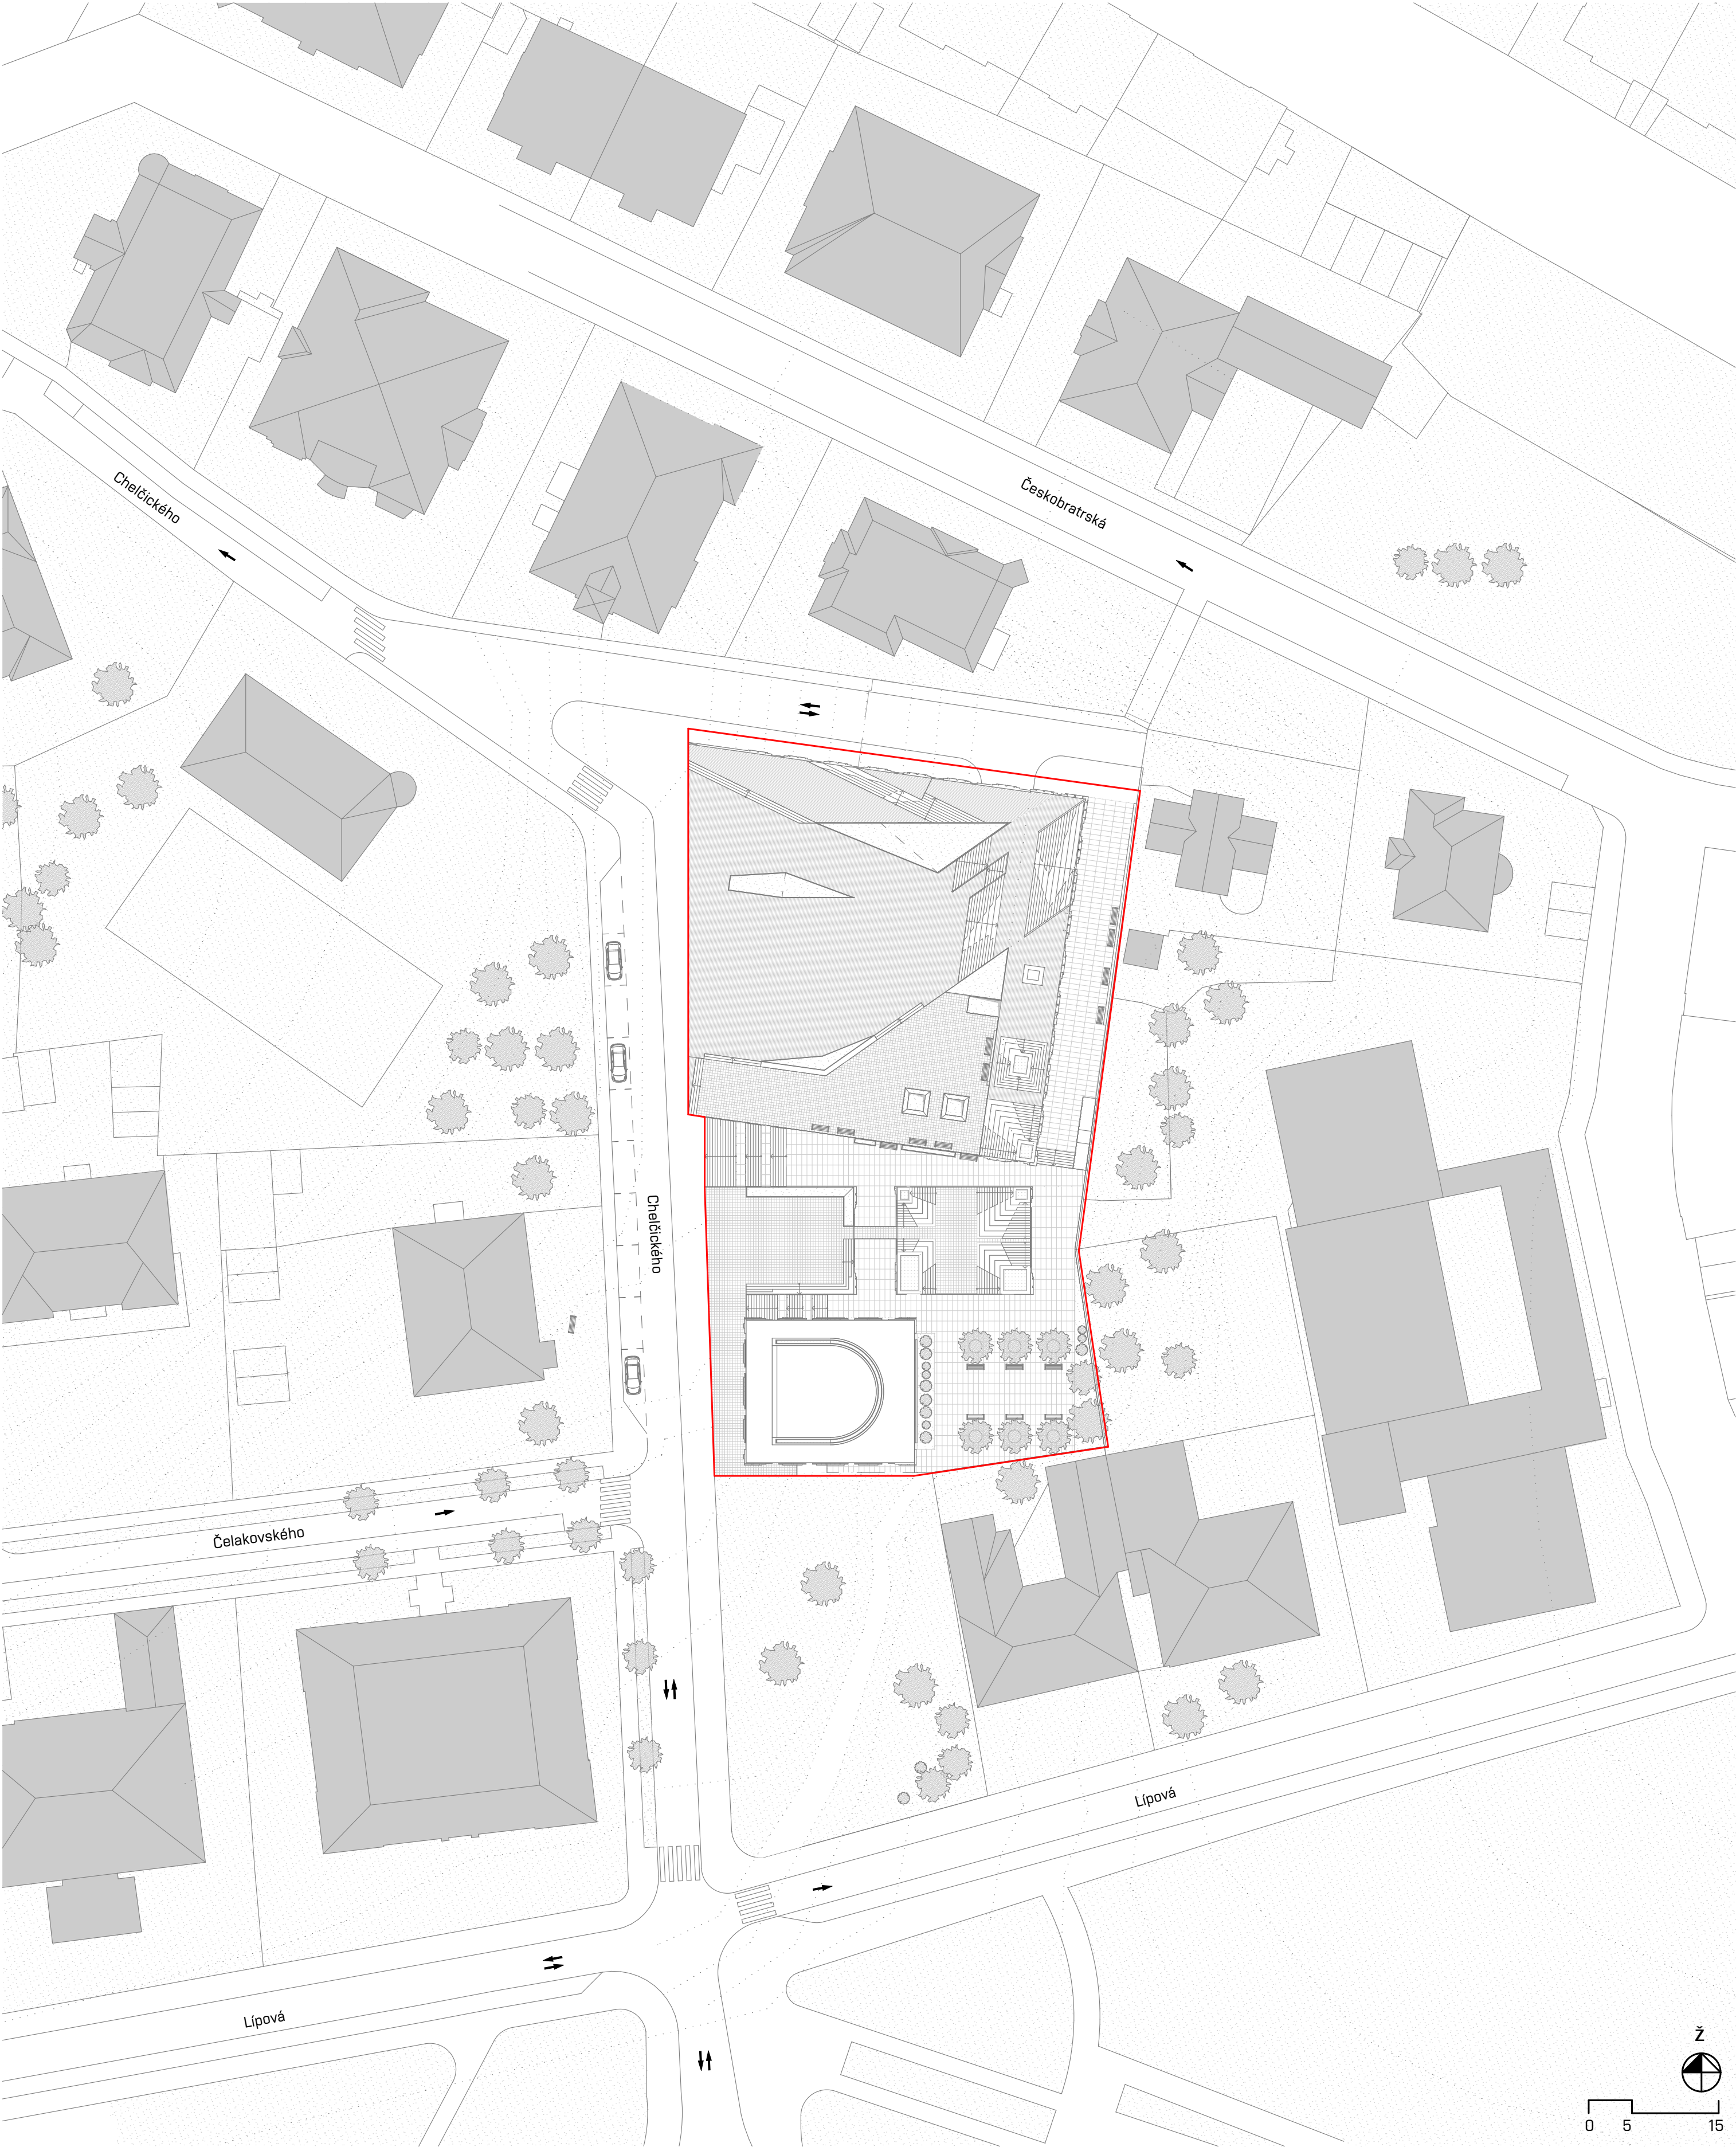 Českobratrská
Chelčického
Chelčického
Čelakovského
Lípová
Lípová
Ž
0 5 15